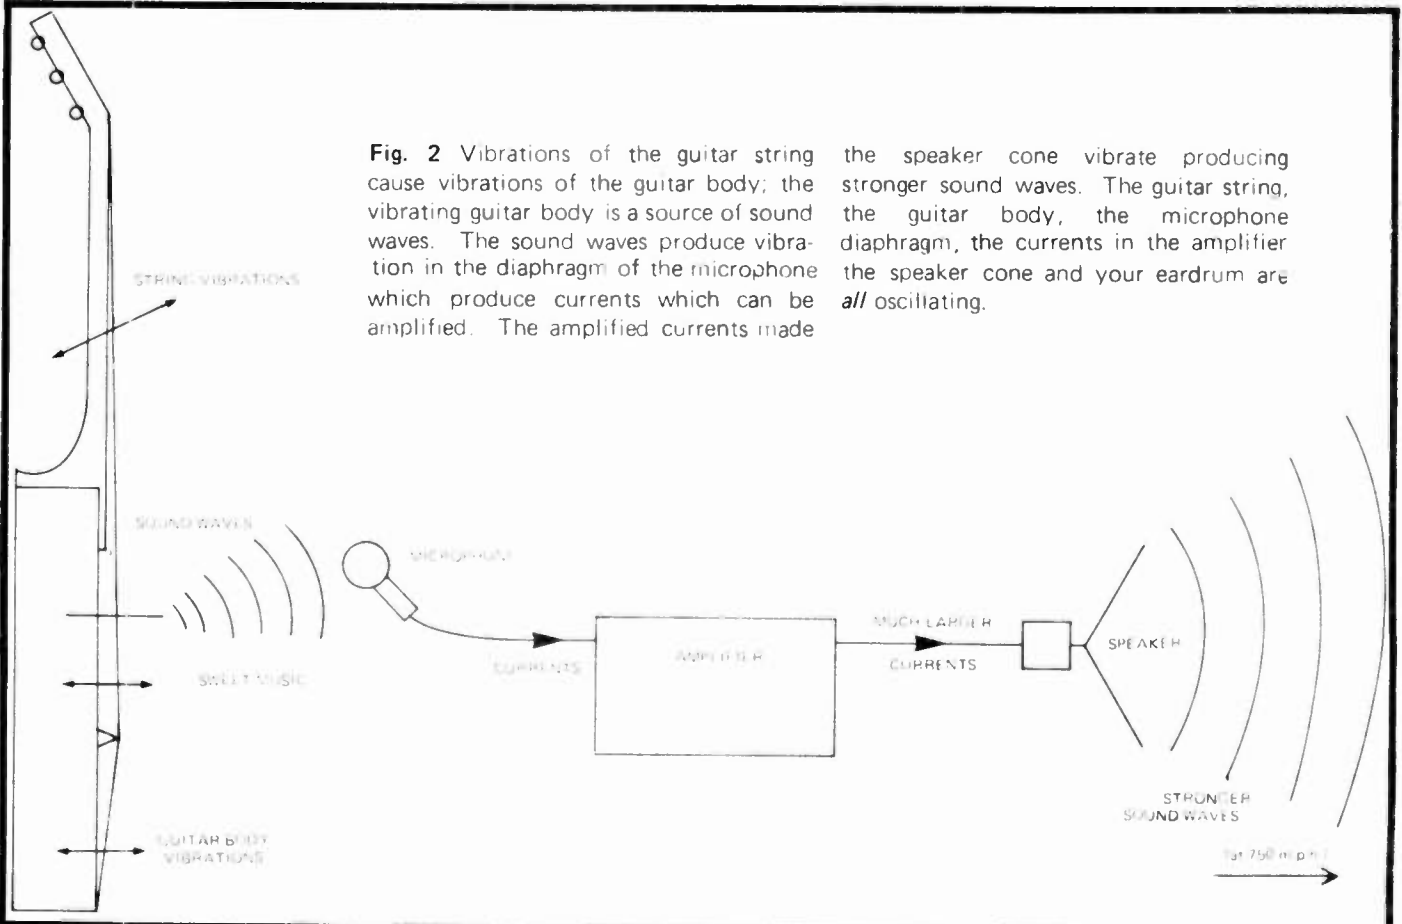 Fig. 2 Vibrations of the guitar string
cause vibrations of the guitar body; the
vibrating guitar body is a source of sound
waves. The sound waves produce vibra-
tion in the diaphragm of the microphone
which produce currents which can be
amplified. The amplified currents made
the speaker cone vibrate producing
stronger sound waves. The guitar string,
the guitar body, the microphone
diaphragm, the currents in the amplifier
the speaker cone and your eardrum are
all oscillating.
STRING VIBRATIONS
SOUND WAVES
MICROPHONE
CURRENTS
AMPLIFIER
MUCH LARGER
CURRENTS
SPEAKER
SWEET MUSIC
STRONGER
SOUND WAVES
GUITAR BODY
VIBRATIONS
(at 750 m.p.h.)